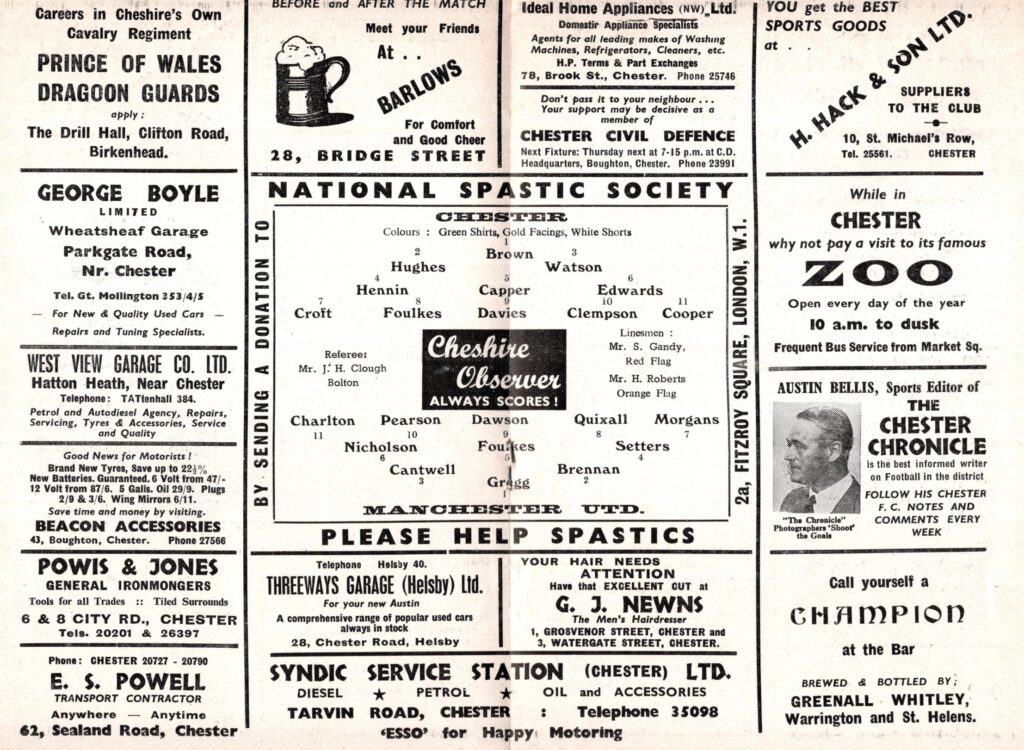 Careers in Cheshire's Own
Cavalry Regiment
PRINCE OF WALES
DRAGOON GUARDS
apply :
The Drill Hall, Clifton Road,
Birkenhead.
GEORGE BOYLE
LIMITED
Wheatsheaf Garage
Parkgate Road,
Nr. Chester
Tel. Gt. Mollington 353/4/5
— For New & Quality Used Cars —
Repairs and Tuning Specialists.
WEST VIEW GARAGE CO. LTD.
Hatton Heath, Near Chester
Telephone: TATtenhall 384.
Petrol and Autodiesel Agency, Repairs,
Servicing, Tyres & Accessories, Service
and Quality
Good News for Motorists !
Brand New Tyres, Save up to 22½%
New Batteries. Guaranteed. 6 Volt from 47/-
12 Volt from 87/6. 5 Galls. Oil 29/9. Plugs
2/9 & 3/6. Wing Mirrors 6/11.
Save time and money by visiting.
BEACON ACCESSORIES
43, Boughton, Chester. Phone 27566
POWIS & JONES
GENERAL IRONMONGERS
Tools for all Trades :: Tiled Surrounds
6 & 8 CITY RD., CHESTER
Tels. 20201 & 26397
Phone: CHESTER 20727 - 20790
E. S. POWELL
TRANSPORT CONTRACTOR
Anywhere — Anytime
62, Sealand Road, Chester
BEFORE and AFTER THE MATCH
Meet your Friends
At . .
BARLOWS
For Comfort
and Good Cheer
28, BRIDGE STREET
Ideal Home Appliances (NW) Ltd.
Domestic Appliance Specialists
Agents for all leading makes of Washing
Machines, Refrigerators, Cleaners, etc.
H.P. Terms & Part Exchanges
78, Brook St., Chester. Phone 25746
Don't pass it to your neighbour . . .
Your support may be decisive as a
member of
CHESTER CIVIL DEFENCE
Next Fixture: Thursday next at 7-15 p.m. at C.D.
Headquarters, Boughton, Chester. Phone 23991
NATIONAL SPASTIC SOCIETY
BY SENDING A DONATION TO
CHESTER
Colours : Green Shirts, Gold Facings, White Shorts
1
Brown
2 3
Hughes Watson
4 5 6
Hennin Capper Edwards
7 8 9 10 11
Croft Foulkes Davies Clempson Cooper
Referee:
Mr. J. H. Clough
Bolton
Cheshire
Observer
ALWAYS SCORES !
Linesmen :
Mr. S. Gandy,
Red Flag
Mr. H. Roberts
Orange Flag
Charlton Pearson Dawson Quixall Morgans
11 10 9 8 7
Nicholson Foulkes Setters
6 5 4
Cantwell Brennan
3 2
Gregg
1
MANCHESTER UTD.
2a, FITZROY SQUARE, LONDON, W.1.
PLEASE HELP SPASTICS
Telephone Helsby 40.
THREEWAYS GARAGE (Helsby) Ltd.
For your new Austin
A comprehensive range of popular used cars
always in stock
28, Chester Road, Helsby
YOUR HAIR NEEDS
ATTENTION
Have that EXCELLENT CUT at
G. J. NEWNS
The Men's Hairdresser
1, GROSVENOR STREET, CHESTER and
3, WATERGATE STREET, CHESTER.
SYNDIC SERVICE STATION (CHESTER) LTD.
DIESEL ★ PETROL ★ OIL and ACCESSORIES
TARVIN ROAD, CHESTER : Telephone 35098
'ESSO' for Happy Motoring
YOU get the BEST
SPORTS GOODS
at . .
H. HACK & SON LTD.
SUPPLIERS
TO THE CLUB
10, St. Michael's Row,
Tel. 25561. CHESTER
While in
CHESTER
why not pay a visit to its famous
ZOO
Open every day of the year
10 a.m. to dusk
Frequent Bus Service from Market Sq.
AUSTIN BELLIS, Sports Editor of
THE
CHESTER
CHRONICLE
is the best informed writer
on Football in the district
FOLLOW HIS CHESTER
F. C. NOTES AND
COMMENTS EVERY
WEEK
"The Chronicle"
Photographers 'Shoot'
the Goals
Call yourself a
CHAMPION
at the Bar
BREWED & BOTTLED BY;
GREENALL WHITLEY,
Warrington and St. Helens.